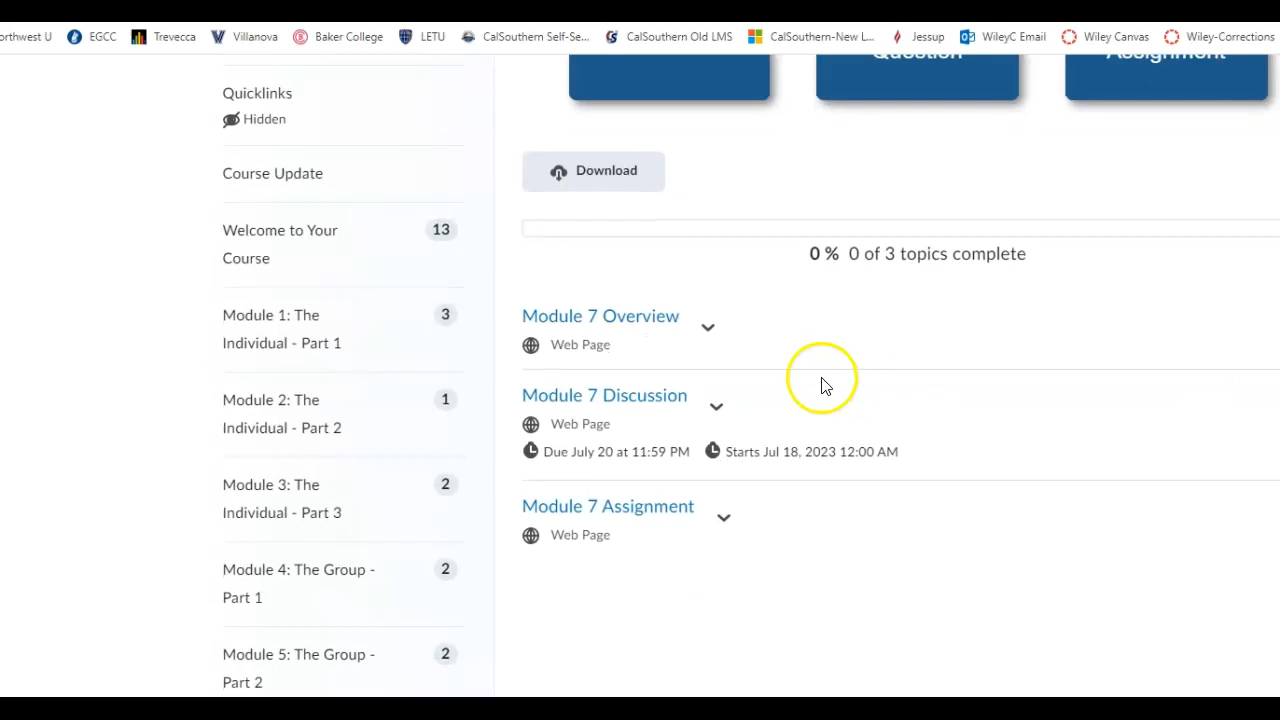 orthwest U EGCC Trevecca Villanova Baker College LETU CalSouthern Self-Se... CalSouthern Old LMS CalSouthern-New L... Jessup WileyC Email Wiley Canvas Wiley-Corrections
Question
Assignment
Quicklinks
Hidden
Course Update
Welcome to Your
Course
13
Module 1: The
Individual - Part 1
3
Module 2: The
Individual - Part 2
1
Module 3: The
Individual - Part 3
2
Module 4: The Group -
Part 1
2
Module 5: The Group -
Part 2
2
Download
0 % 0 of 3 topics complete
Module 7 Overview
Web Page
Module 7 Discussion
Web Page
Due July 20 at 11:59 PM Starts Jul 18, 2023 12:00 AM
Module 7 Assignment
Web Page